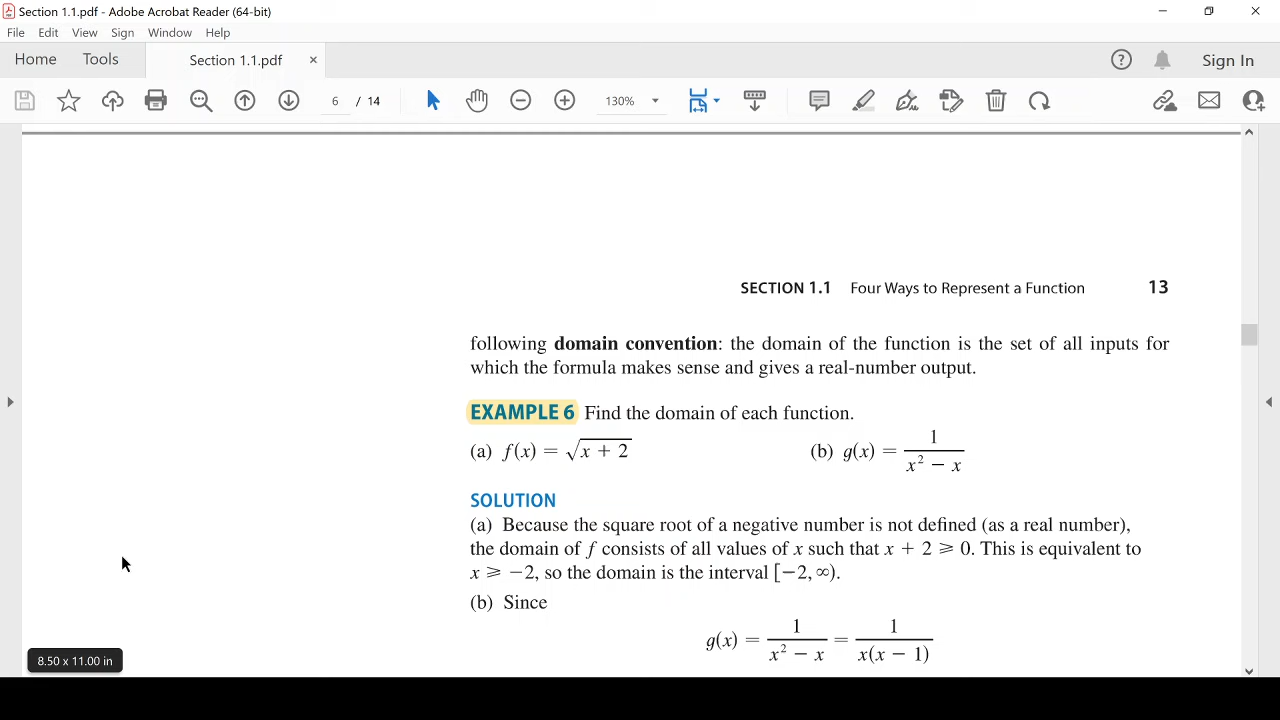 Section 1.1.pdf - Adobe Acrobat Reader (64-bit)
File Edit View Sign Window Help
Home Tools Section 1.1.pdf × ? Sign In
6 / 14 130%
SECTION 1.1 Four Ways to Represent a Function 13
following domain convention: the domain of the function is the set of all inputs for
which the formula makes sense and gives a real-number output.
EXAMPLE 6 Find the domain of each function.
(a) f(x) = √(x + 2) (b) g(x) = 1/(x² − x)
SOLUTION
(a) Because the square root of a negative number is not defined (as a real number),
the domain of f consists of all values of x such that x + 2 ⩾ 0. This is equivalent to
x ⩾ −2, so the domain is the interval [−2, ∞).
(b) Since
g(x) = 1/(x² − x) = 1/(x(x − 1))
8.50 x 11.00 in